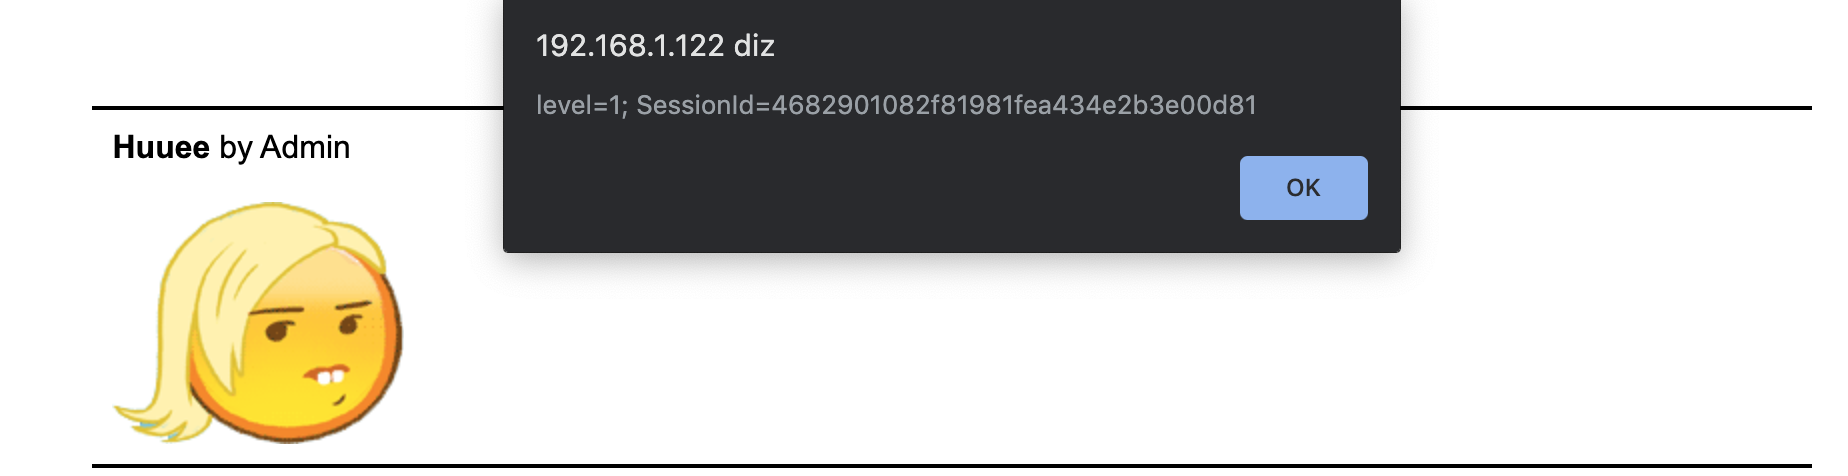 192.168.1.122 diz
level=1; SessionId=4682901082f81981fea434e2b3e00d81
OK
Huuee by Admin